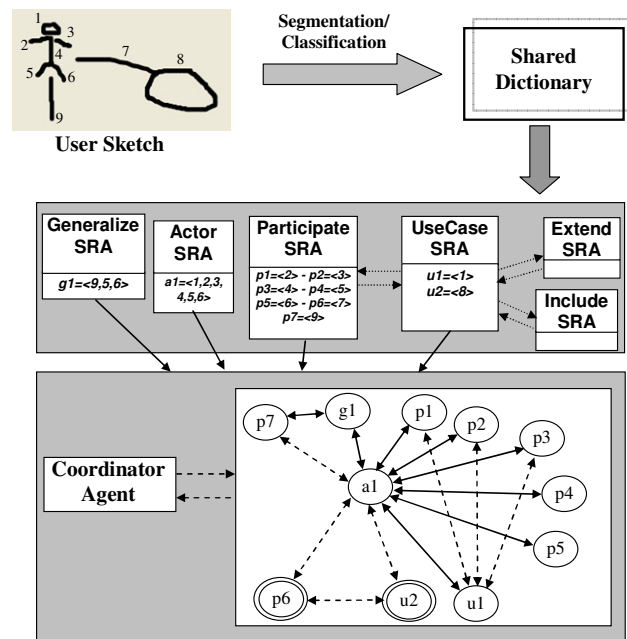 1
2
3
4
5
6
7
8
9
User Sketch
Segmentation/
Classification
Shared
Dictionary
Generalize
SRA
g1=<9,5,6>
Actor
SRA
a1=<1,2,3,
4,5,6>
Participate
SRA
p1=<2> - p2=<3>
p3=<4> - p4=<5>
p5=<6> - p6=<7>
p7=<9>
UseCase
SRA
u1=<1>
u2=<8>
Extend
SRA
Include
SRA
Coordinator
Agent
p7
g1
p1
p2
p3
a1
p4
p5
p6
u2
u1